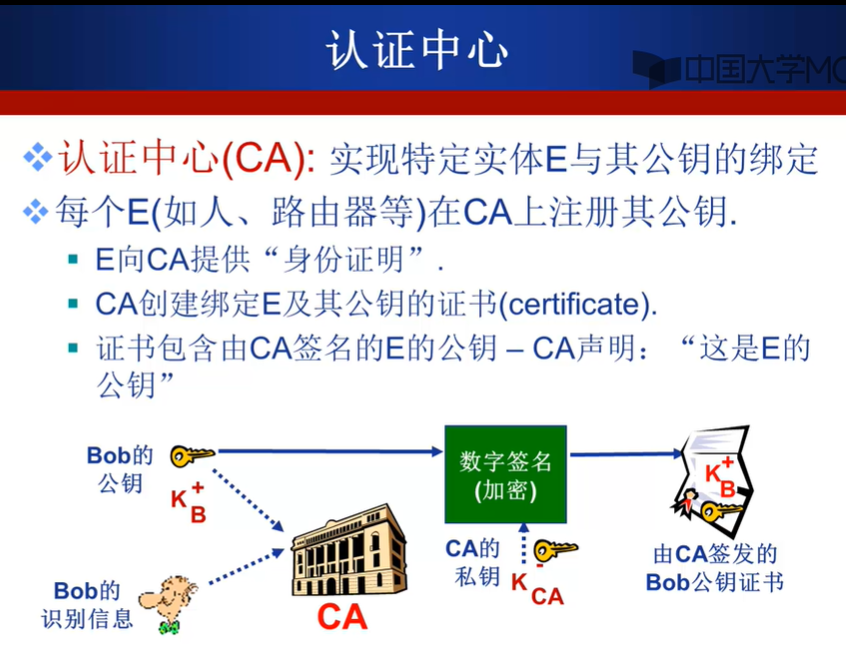 认证中心
中国大学MO
认证中心(CA): 实现特定实体E与其公钥的绑定
每个E(如人、路由器等)在CA上注册其公钥.
E向CA提供“身份证明”.
CA创建绑定E及其公钥的证书(certificate).
证书包含由CA签名的E的公钥 – CA声明：“这是E的
公钥”
Bob的
公钥
K+B
数字签名
(加密)
K+B
CA的
私钥
K-CA
由CA签发的
Bob公钥证书
Bob的
识别信息
CA